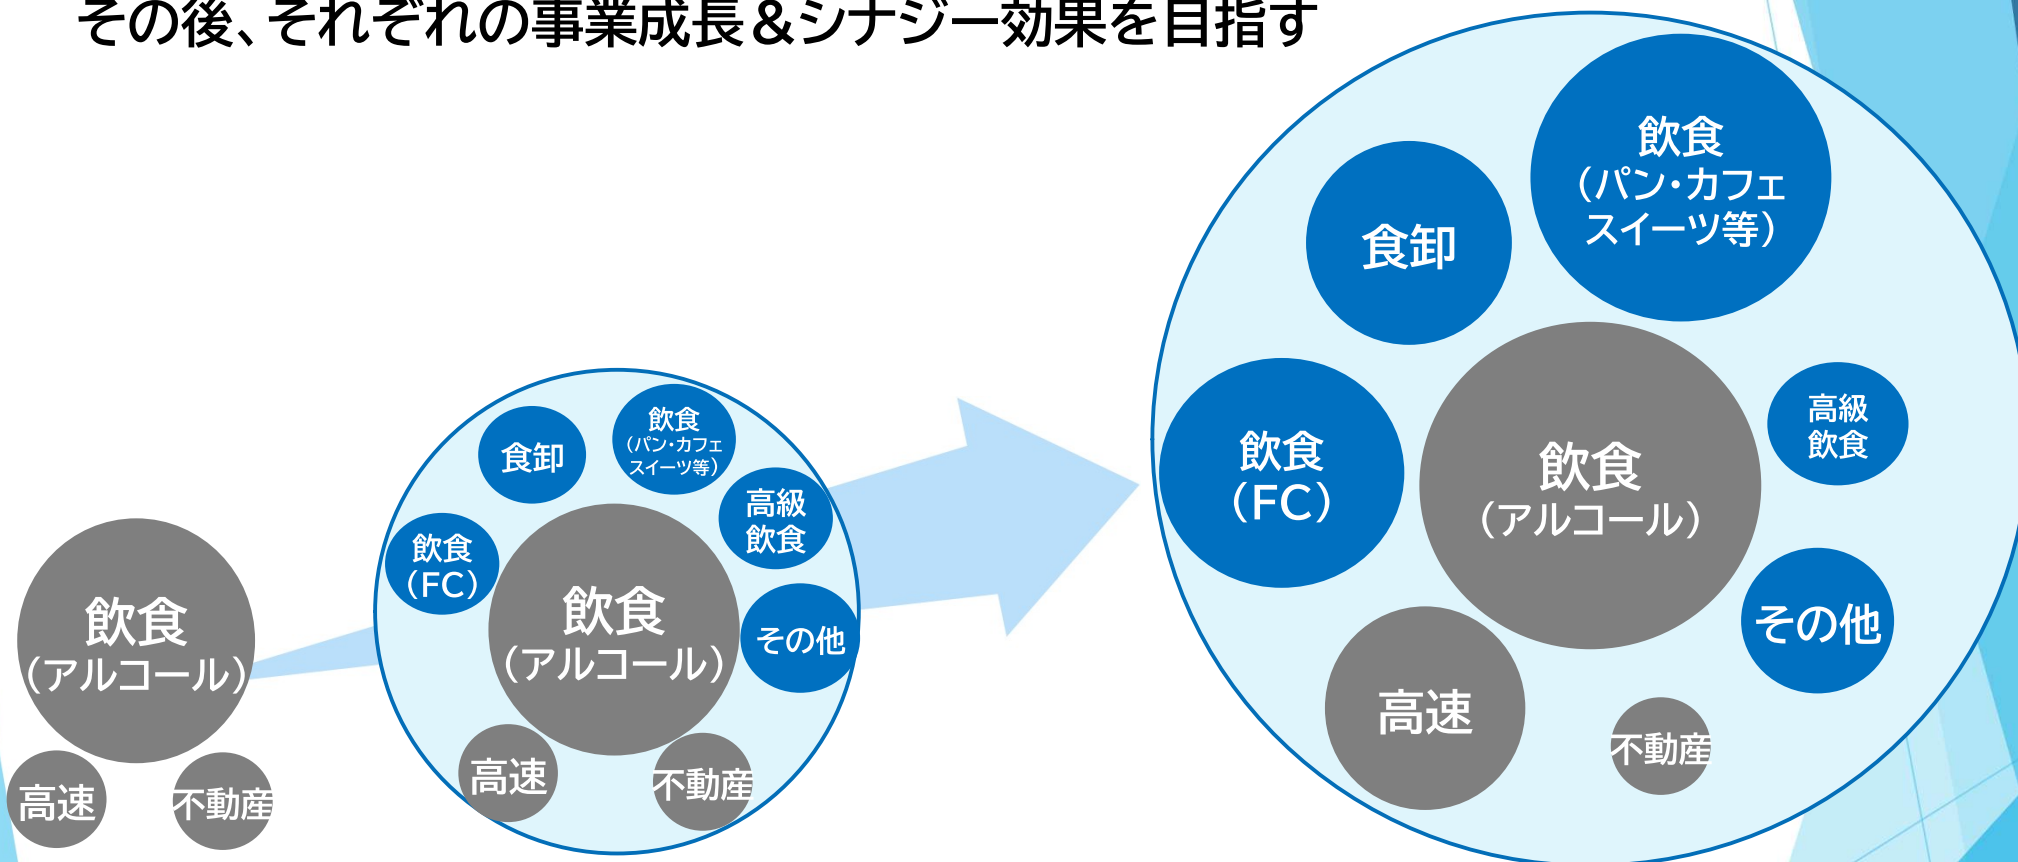 その後、それぞれの事業成長＆シナジー効果を目指す
飲食
（アルコール）
高速
不動産
食卸
飲食
（パン・カフェ
スイーツ等）
高級
飲食
飲食
（FC）
飲食
（アルコール）
その他
高速
不動産
飲食
（パン・カフェ
スイーツ等）
食卸
高級
飲食
飲食
（FC）
飲食
（アルコール）
その他
高速
不動産